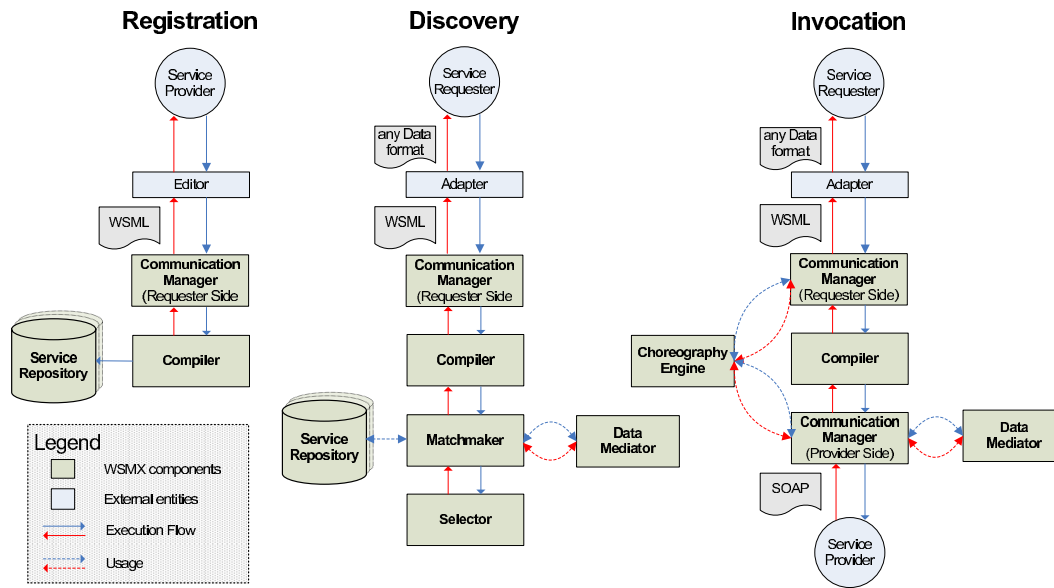 Registration
Service
Provider
Editor
WSML
Communication
Manager
(Requester Side
Compiler
Service
Repository
Legend
WSMX components
External entities
Execution Flow
Usage
Discovery
Service
Requester
any Data
format
Adapter
WSML
Communication
Manager
(Requester Side
Compiler
Service
Repository
Matchmaker
Data
Mediator
Selector
Invocation
Service
Requester
any Data
format
Adapter
WSML
Communication
Manager
(Requester Side)
Choreography
Engine
Compiler
Communication
Manager
(Provider Side)
Data
Mediator
SOAP
Service
Provider